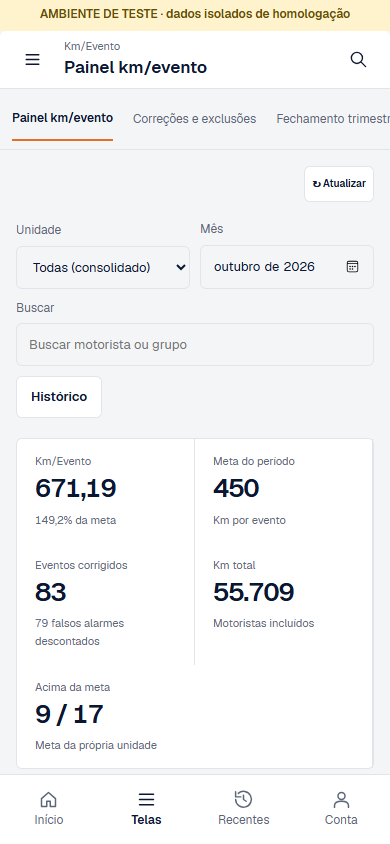 AMBIENTE DE TESTE · dados isolados de homologação
Km/Evento
Painel km/evento
Painel km/evento
Correções e exclusões
Fechamento trimestr
↻ Atualizar
Unidade
Mês
Todas (consolidado)
outubro de 2026
Buscar
Buscar motorista ou grupo
Histórico
Km/Evento
671,19
149,2% da meta
Meta do período
450
Km por evento
Eventos corrigidos
83
79 falsos alarmes
descontados
Km total
55.709
Motoristas incluídos
Acima da meta
9 / 17
Meta da própria unidade
Início
Telas
Recentes
Conta